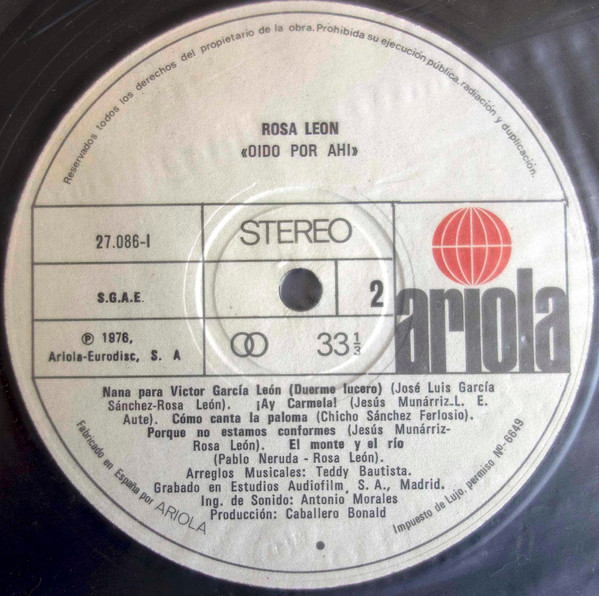 Reservados todos los derechos del propietario de la obra. Prohibida su ejecución pública, radiación y duplicación.
ROSA LEON
«OIDO POR AHI»
27.086-I
STEREO
S.G.A.E.
2
ariola
℗ 1976,
Ariola-Eurodisc, S. A
33 1/3
Nana para Victor García León (Duerme lucero) (José Luis García
Sánchez-Rosa León). ¡Ay Carmela! (Jesús Munárriz.L. E.
Aute). Cómo canta la paloma (Chicho Sánchez Ferlosio).
Porque no estamos conformes (Jesús Munárriz-
Rosa León). El monte y el río
(Pablo Neruda - Rosa León).
Arreglos Musicales: Teddy Bautista.
Grabado en Estudios Audiofilm, S. A., Madrid.
Ing. de Sonido: Antonio Morales
Producción: Caballero Bonald
Fabricado en España por ARIOLA
Impuesto de Lujo, permiso Nº-6649